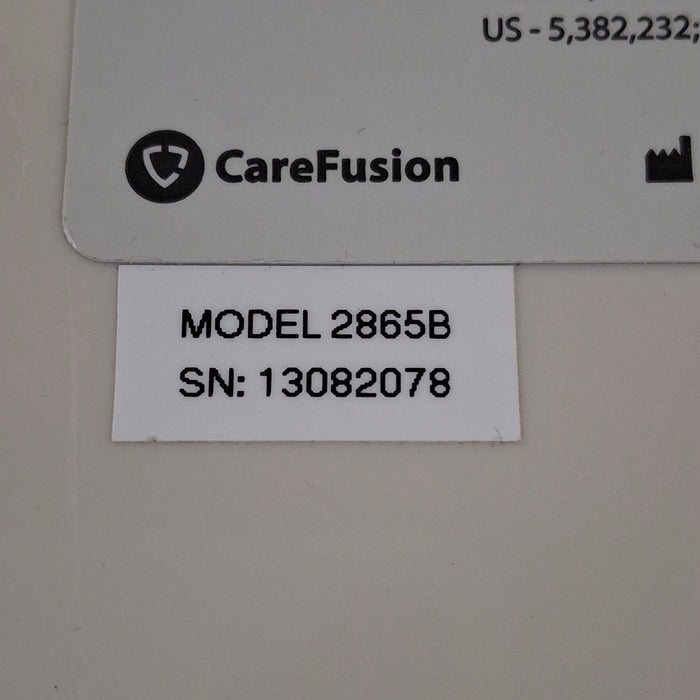 US - 5,382,232;
CareFusion
MODEL 2865B
SN: 13082078